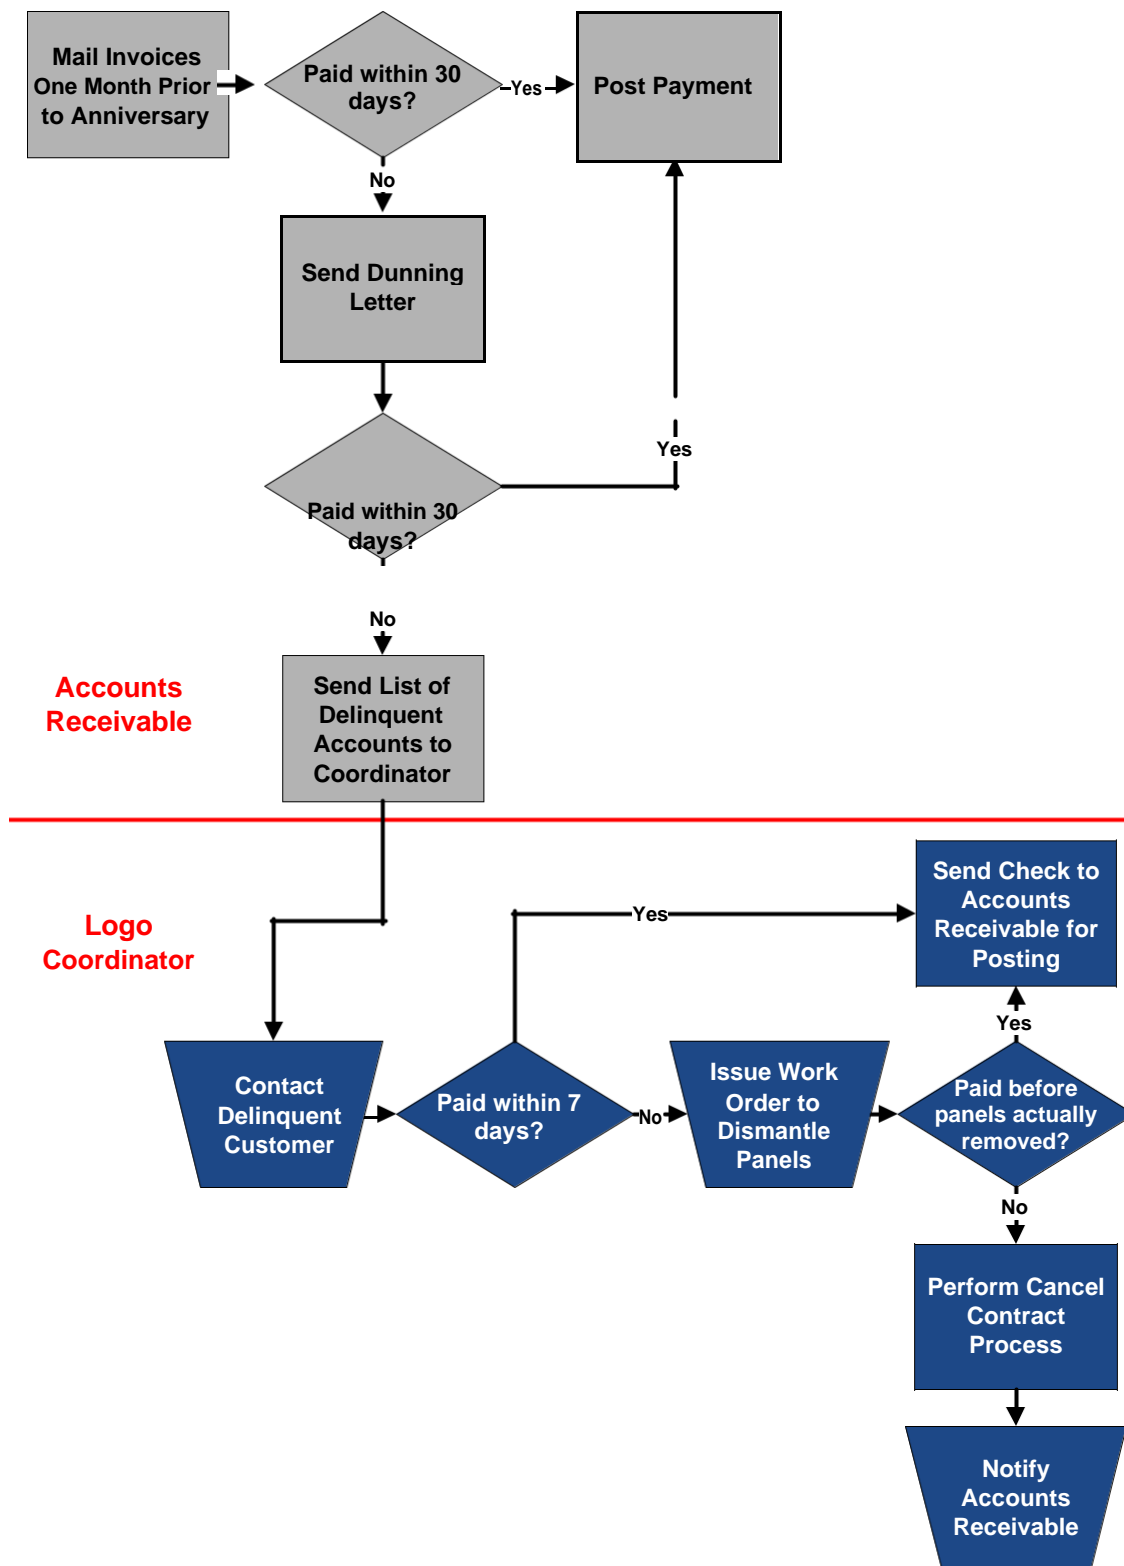 Mail Invoices
One Month Prior
to Anniversary
Paid within 30
days?
Yes
Post Payment
No
Send Dunning
Letter
Yes
Paid within 30
days?
No
Accounts
Receivable
Send List of
Delinquent
Accounts to
Coordinator
Logo
Coordinator
Yes
Send Check to
Accounts
Receivable for
Posting
Yes
Contact
Delinquent
Customer
Paid within 7
days?
No
Issue Work
Order to
Dismantle
Panels
Paid before
panels actually
removed?
No
Perform Cancel
Contract
Process
Notify
Accounts
Receivable